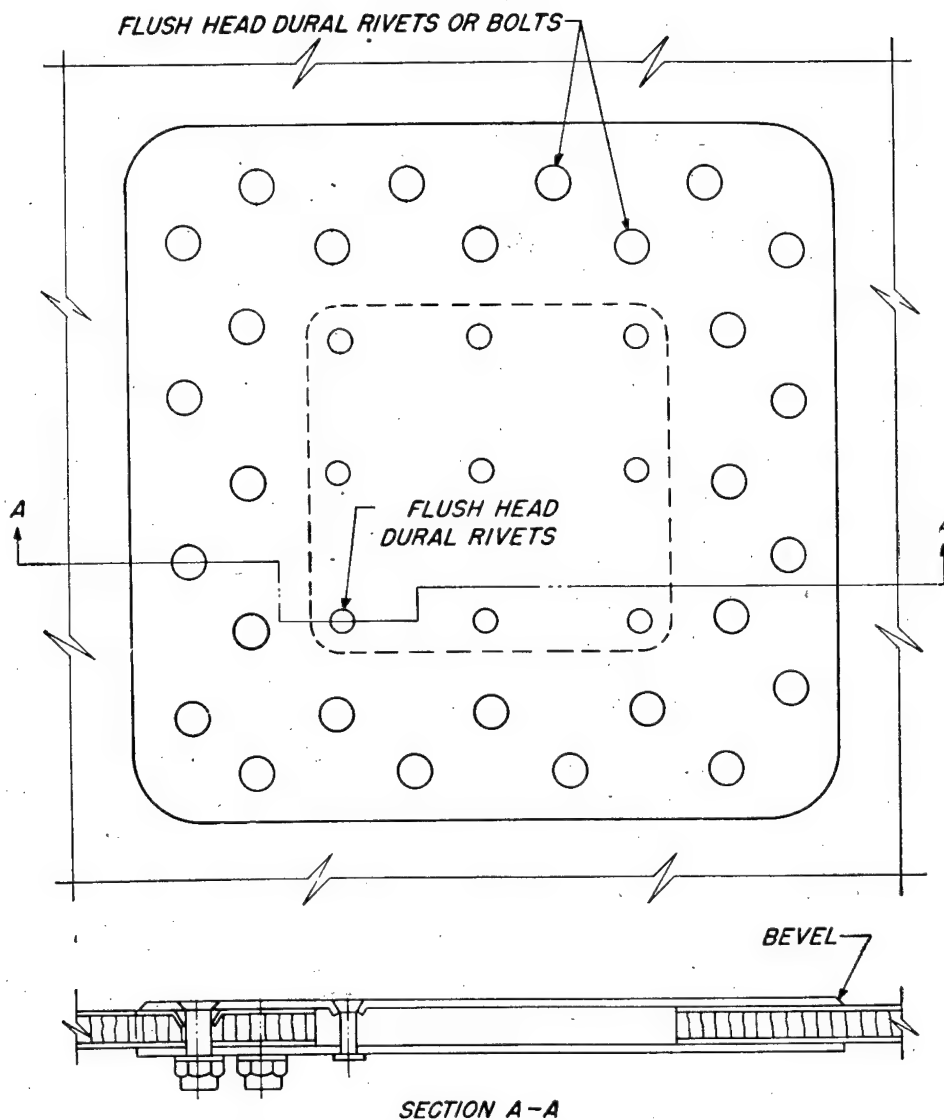 FLUSH HEAD DURAL RIVETS OR BOLTS
A
A
FLUSH HEAD
DURAL RIVETS
BEVEL
SECTION A-A